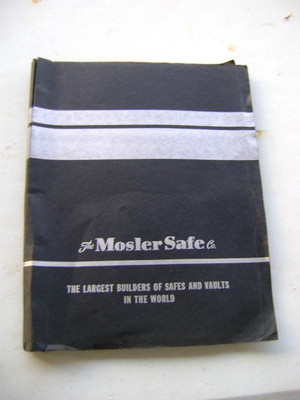 The Mosler Safe Co.
THE LARGEST BUILDERS OF SAFES AND VAULTS
IN THE WORLD